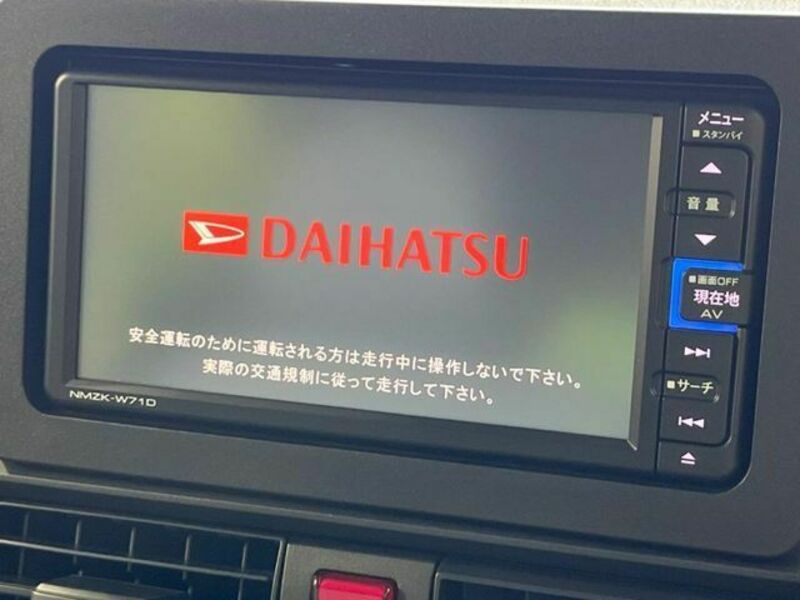 DAIHATSU
安全運転のために運転される方は走行中に操作しないで下さい。
実際の交通規制に従って走行して下さい。
NMZK-W71D
メニュー
スタンバイ
音量
画面OFF
現在地
AV
サーチ